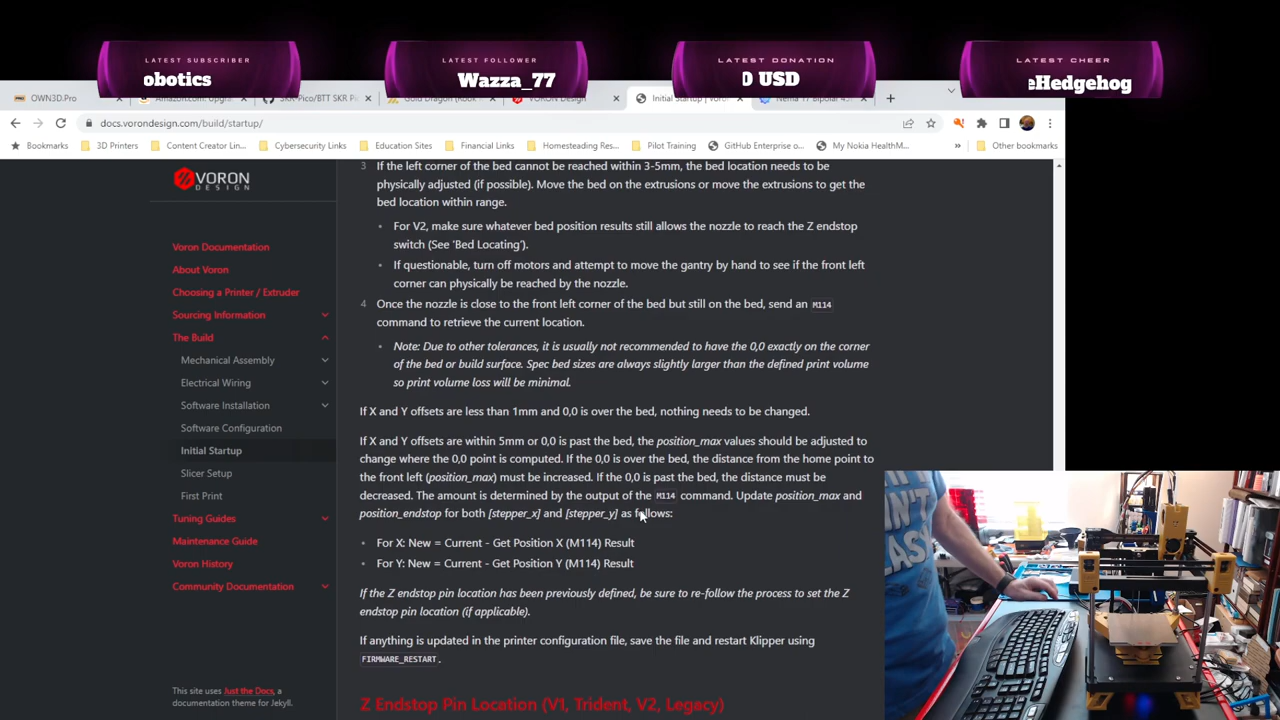 LATEST SUBSCRIBER
obotics
LATEST FOLLOWER
Wazza_77
LATEST DONATION
USD
LATEST CHEER
eHedgehog
OWN3D.Pro
Amazon.com: Upgra
SKR-Pico/BTT SKR P
VORON Design
Initial Startup | Voron
Nema 17 Bipolar
docs.vorondesign.com/build/startup/
Bookmarks
3D Printers
Content Creator Lin...
Cybersecurity Links
Education Sites
Financial Links
Homesteading Res...
Pilot Training
GitHub Enterprise o...
My Nokia HealthM...
»
Other bookmarks
VORON
DESIGN
Voron Documentation
About Voron
Choosing a Printer / Extruder
Sourcing Information
The Build
Mechanical Assembly
Electrical Wiring
Software Installation
Software Configuration
Initial Startup
Slicer Setup
First Print
Tuning Guides
Maintenance Guide
Voron History
Community Documentation
This site uses Just the Docs, a
documentation theme for Jekyll.
3 If the left corner of the bed cannot be reached within 3-5mm, the bed location needs to be
physically adjusted (if possible). Move the bed on the extrusions or move the extrusions to get the
bed location within range.
• For V2, make sure whatever bed position results still allows the nozzle to reach the Z endstop
switch (See ‘Bed Locating’).
• If questionable, turn off motors and attempt to move the gantry by hand to see if the front left
corner can physically be reached by the nozzle.
4 Once the nozzle is close to the front left corner of the bed but still on the bed, send an M114
command to retrieve the current location.
• Note: Due to other tolerances, it is usually not recommended to have the 0,0 exactly on the corner
of the bed or build surface. Spec bed sizes are always slightly larger than the defined print volume
so print volume loss will be minimal.
If X and Y offsets are less than 1mm and 0,0 is over the bed, nothing needs to be changed.
If X and Y offsets are within 5mm or 0,0 is past the bed, the position_max values should be adjusted to
change where the 0,0 point is computed. If the 0,0 is over the bed, the distance from the home point to
the front left (position_max) must be increased. If the 0,0 is past the bed, the distance must be
decreased. The amount is determined by the output of the M114 command. Update position_max and
position_endstop for both [stepper_x] and [stepper_y] as follows:
• For X: New = Current - Get Position X (M114) Result
• For Y: New = Current - Get Position Y (M114) Result
If the Z endstop pin location has been previously defined, be sure to re-follow the process to set the Z
endstop pin location (if applicable).
If anything is updated in the printer configuration file, save the file and restart Klipper using
FIRMWARE_RESTART.
Z Endstop Pin Location (V1, Trident, V2, Legacy)